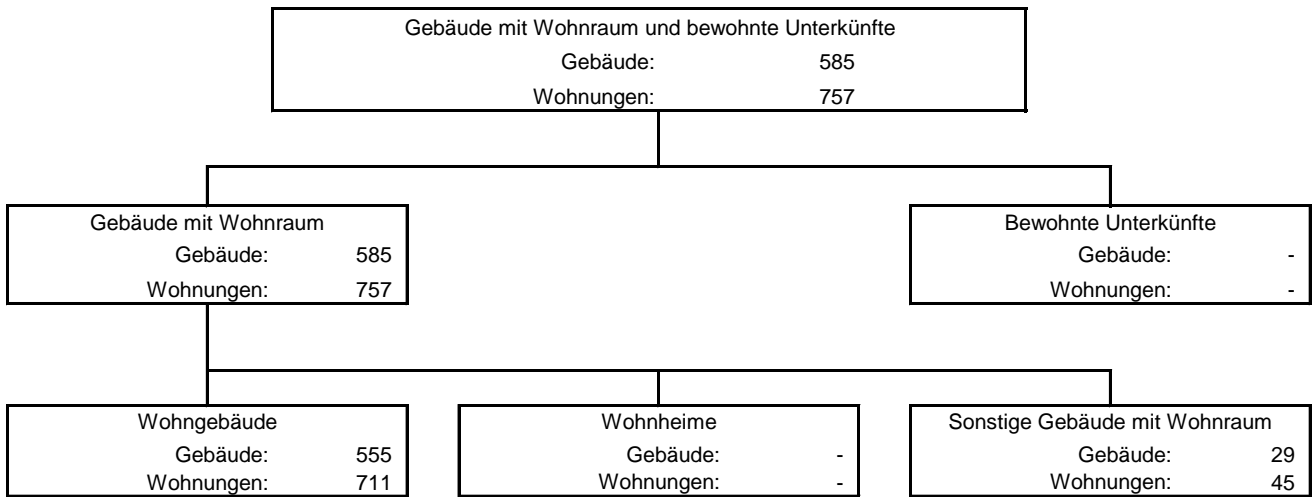 Gebäude mit Wohnraum und bewohnte Unterkünfte
Gebäude: 585
Wohnungen: 757
Gebäude mit Wohnraum
Gebäude: 585
Wohnungen: 757
Bewohnte Unterkünfte
Gebäude: -
Wohnungen: -
Wohngebäude
Gebäude: 555
Wohnungen: 711
Wohnheime
Gebäude: -
Wohnungen: -
Sonstige Gebäude mit Wohnraum
Gebäude: 29
Wohnungen: 45